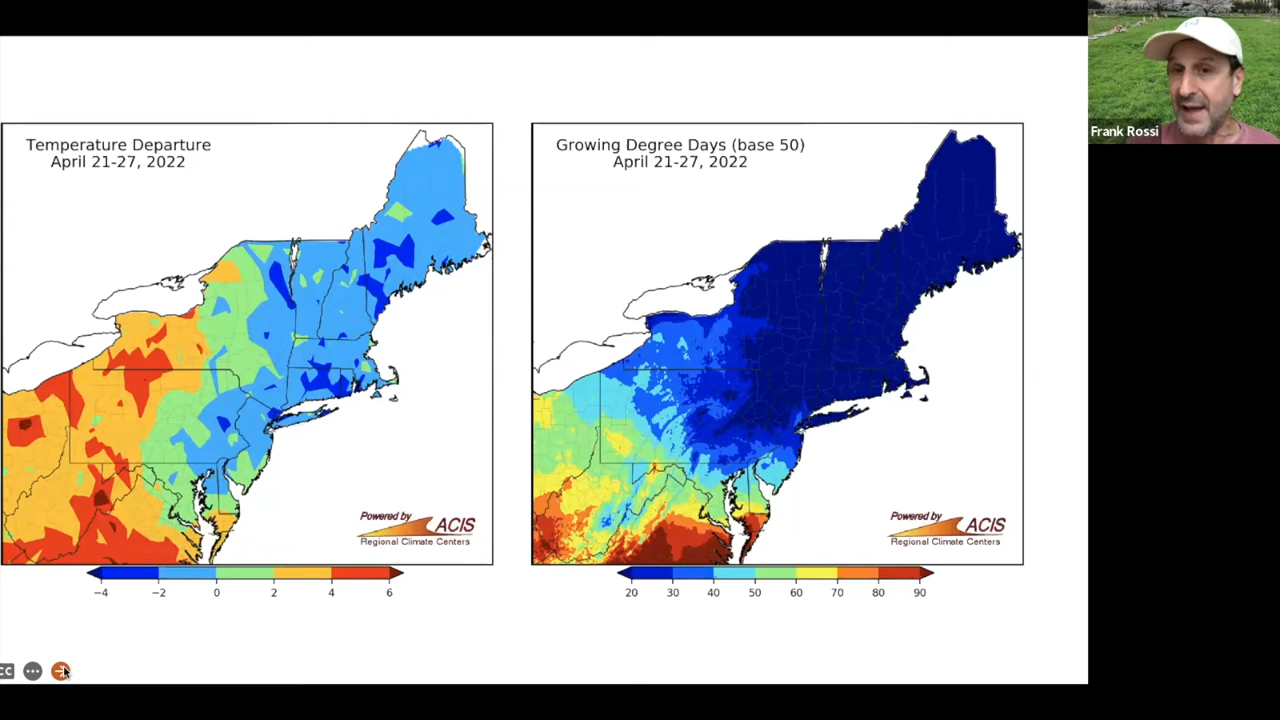 Temperature Departure
April 21-27, 2022
Powered by
ACIS
Regional Climate Centers
−4 −2 0 2 4 6
Growing Degree Days (base 50)
April 21-27, 2022
Powered by
ACIS
Regional Climate Centers
20 30 40 50 60 70 80 90
CC
Frank Rossi